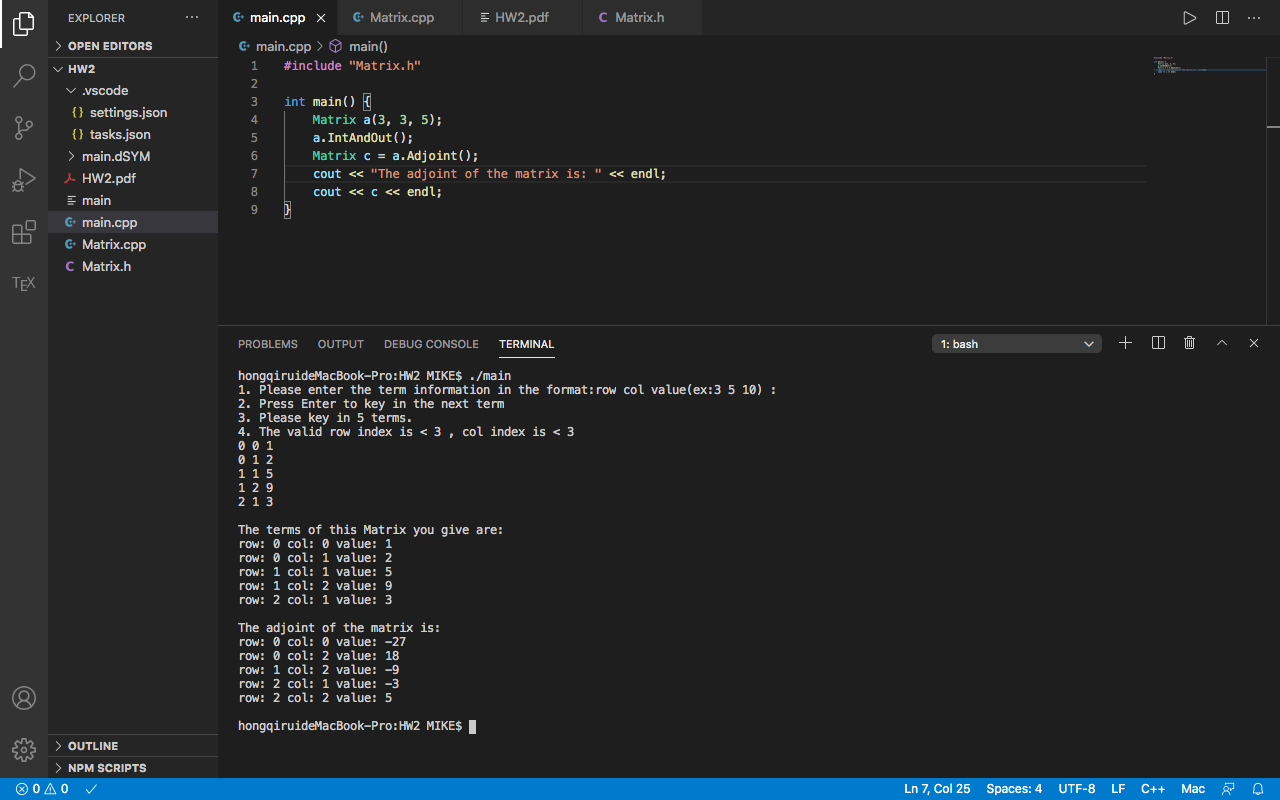 EXPLORER
OPEN EDITORS
HW2
.vscode
{} settings.json
{} tasks.json
main.dSYM
HW2.pdf
main
main.cpp
Matrix.cpp
C Matrix.h
OUTLINE
NPM SCRIPTS
TEX
main.cpp
Matrix.cpp
HW2.pdf
C Matrix.h
main.cpp > main()
1 #include "Matrix.h"
2
3 int main() {
4 Matrix a(3, 3, 5);
5 a.IntAndOut();
6 Matrix c = a.Adjoint();
7 cout << "The adjoint of the matrix is: " << endl;
8 cout << c << endl;
9 }
PROBLEMS OUTPUT DEBUG CONSOLE TERMINAL
1: bash
hongqiruideMacBook-Pro:HW2 MIKE$ ./main
1. Please enter the term information in the format:row col value(ex:3 5 10) :
2. Press Enter to key in the next term
3. Please key in 5 terms.
4. The valid row index is < 3 , col index is < 3
0 0 1
0 1 2
1 1 5
1 2 9
2 1 3
The terms of this Matrix you give are:
row: 0 col: 0 value: 1
row: 0 col: 1 value: 2
row: 1 col: 1 value: 5
row: 1 col: 2 value: 9
row: 2 col: 1 value: 3
The adjoint of the matrix is:
row: 0 col: 0 value: -27
row: 0 col: 2 value: 18
row: 1 col: 2 value: -9
row: 2 col: 1 value: -3
row: 2 col: 2 value: 5
hongqiruideMacBook-Pro:HW2 MIKE$
0 0
Ln 7, Col 25 Spaces: 4 UTF-8 LF C++ Mac